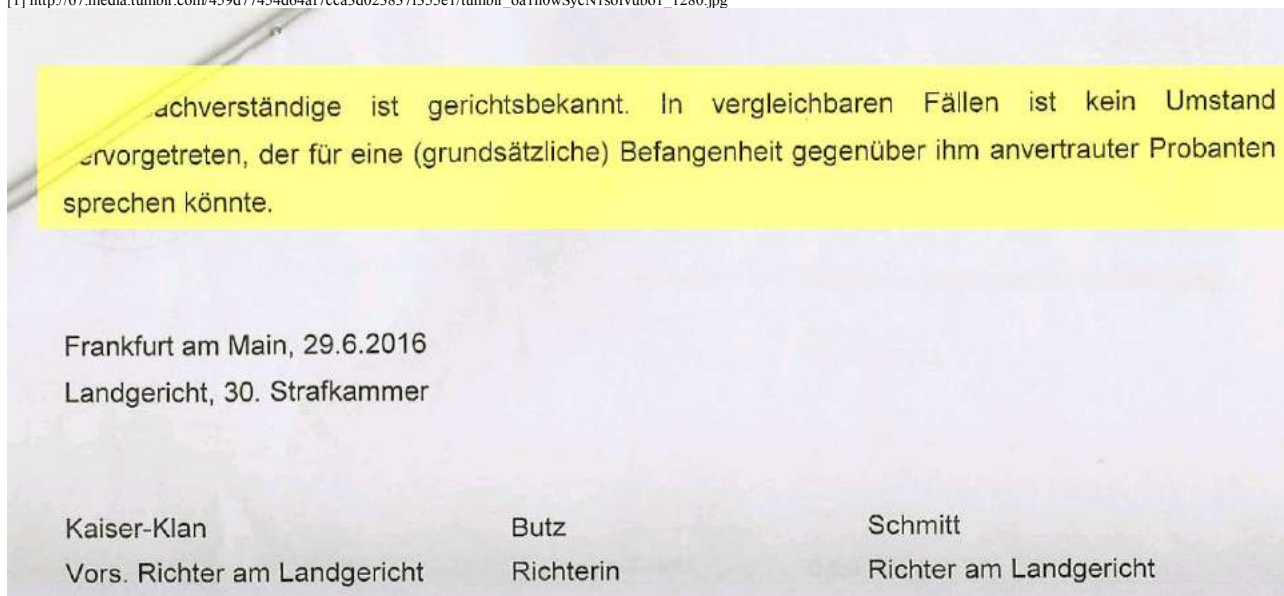 achverständige ist gerichtsbekannt. In vergleichbaren Fällen ist kein Umstand
ervorgetreten, der für eine (grundsätzliche) Befangenheit gegenüber ihm anvertrauter Probanten
sprechen könnte.
Frankfurt am Main, 29.6.2016
Landgericht, 30. Strafkammer
Kaiser-Klan Butz Schmitt
Vors. Richter am Landgericht Richterin Richter am Landgericht